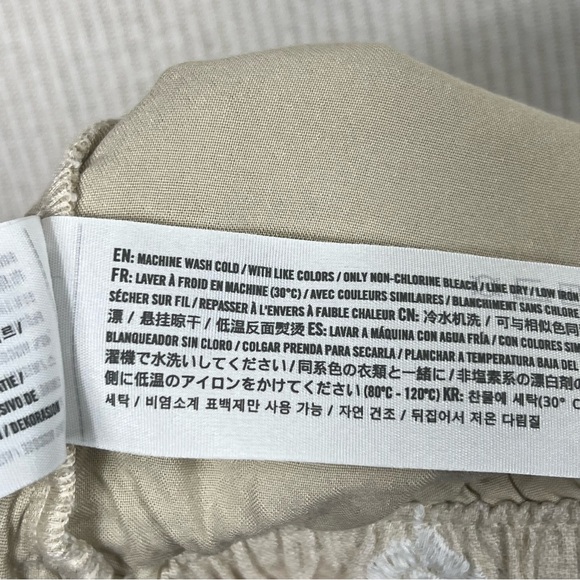 EN: MACHINE WASH COLD / WITH LIKE COLORS / ONLY NON-CHLORINE BLEACH / LINE DRY / LOW IRON
FR: LAVER À FROID EN MACHINE (30°C) / AVEC COULEURS SIMILAIRES / BLANCHIMENT SANS CHLORE
SÉCHER SUR FIL / REPASSER À L'ENVERS À FAIBLE CHALEUR CN: 冷水机洗 / 可与相似色同
漂 / 悬挂晾干 / 低温反面熨烫 ES: LAVAR A MÁQUINA CON AGUA FRÍA / CON COLORES SIM
BLANQUEADOR SIN CLORO / COLGAR PRENDA PARA SECARLA / PLANCHAR A TEMPERATURA BAJA DEL
濯機で水洗いしてください / 同系色の衣類と一緒に / 非塩素系の漂白剤の
側に低温のアイロンをかけてください (80°C - 120°C) KR: 찬물에 세탁(30° C
세탁 / 비염소계 표백제만 사용 가능 / 자연 건조 / 뒤집어서 저온 다림질
ATIE /
USIVO DE
/ DEKORASION